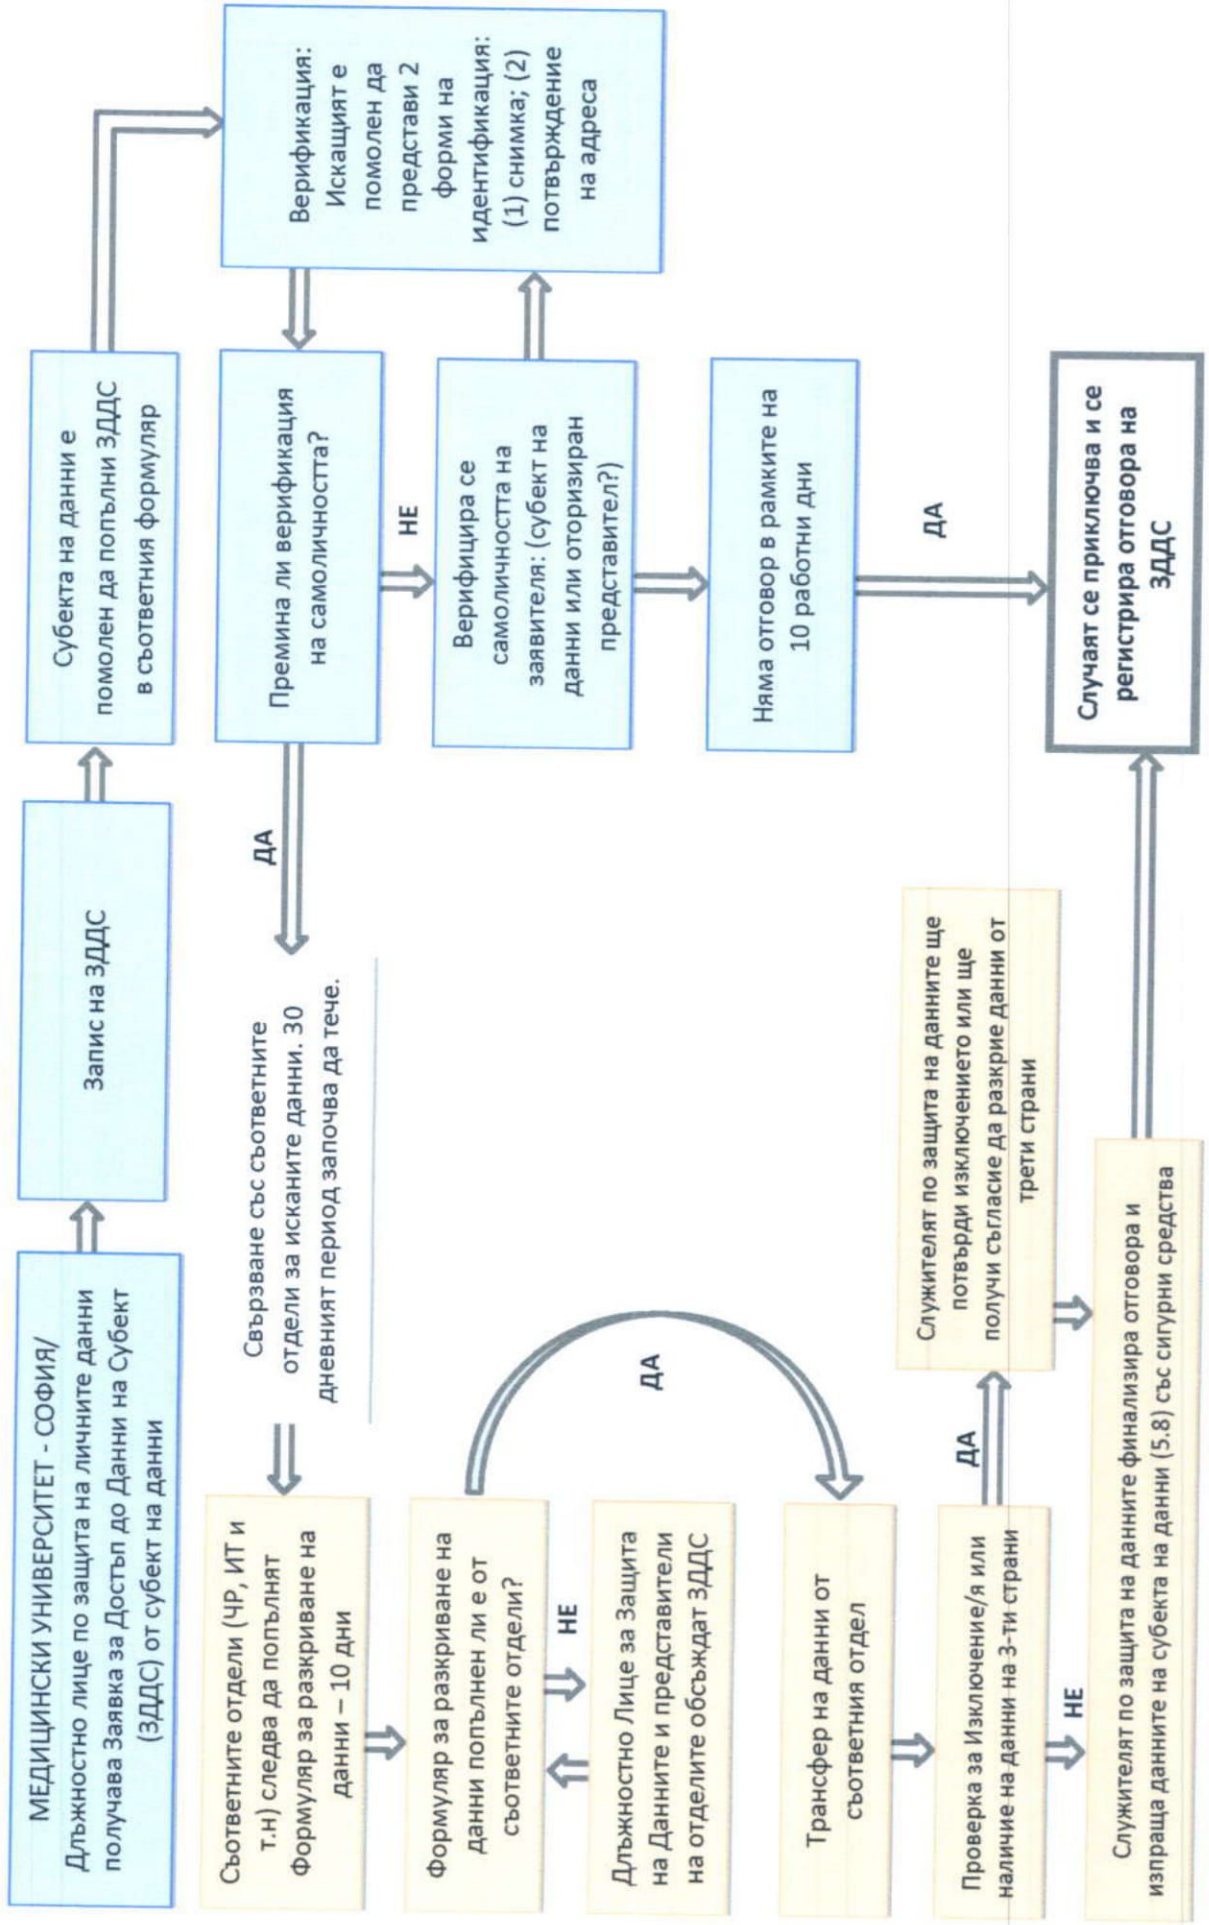 МЕДИЦИНСКИ УНИВЕРСИТЕТ - СОФИЯ/
Длъжностно лице по защита на личните данни
получава Заявка за Достъп до Данни на Субект
(ЗДДС) от субект на данни
Запис на ЗДДС
Субекта на данни е
помолен да попълни ЗДДС
в съответния формуляр
Верификация:
Искащият е
помолен да
представи 2
форми на
идентификация:
(1) снимка; (2)
потвърждение
на адреса
Премина ли верификация
на самоличността?
ДА
НЕ
Свързване със съответните
отдели за исканите данни. 30
дневният период започва да тече.
Верифицира се
самоличността на
заявителя: (субект на
данни или оторизиран
представител?)
Няма отговор в рамките на
10 работни дни
ДА
Съответните отдели (ЧР, ИТ и
т.н) следва да попълнят
Формуляр за разкриване на
данни – 10 дни
Формуляр за разкриване на
данни попълнен ли е от
съответните отдели?
НЕ
ДА
Длъжностно Лице за Защита
на Данните и представители
на отделите обсъждат ЗДДС
Трансфер на данни от
съответния отдел
Проверка за Изключение/я или
наличие на данни на 3-ти страни
ДА
НЕ
Служителят по защита на данните ще
потвърди изключението или ще
получи съгласие да разкрие данни от
трети страни
Служителят по защита на данните финализира отговора и
изпраща данните на субекта на данни (5.8) със сигурни средства
Случаят се приключва и се
регистрира отговора на
ЗДДС